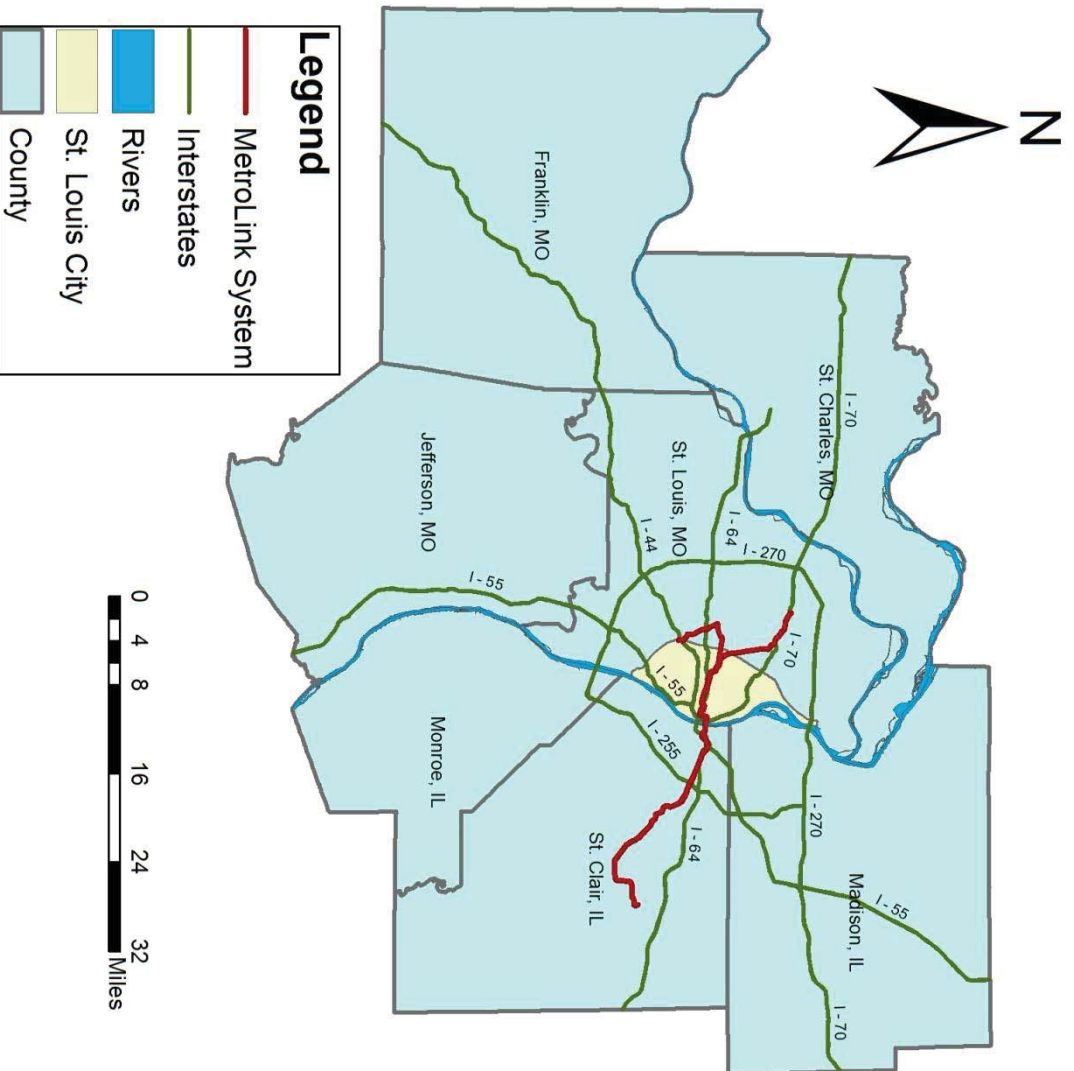 N
Franklin, MO
I - 70
St. Charles, MO
St. Louis, MO
I - 64
I - 270
I - 44
Jefferson, MO
I - 55
I - 70
I - 55
I - 255
I - 270
Monroe, IL
St. Clair, IL
I - 64
Madison, IL
I - 55
I - 70
Legend
MetroLink System
Interstates
Rivers
St. Louis City
County
0 4 8 16 24 32
Miles